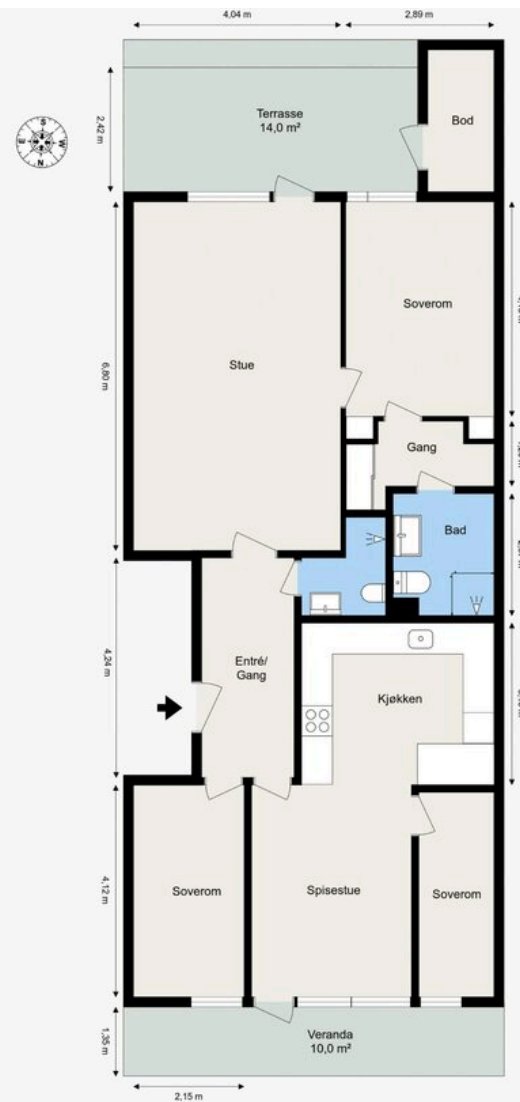 4,04 m
2,89 m
2,42 m
Terrasse
14,0 m²
Bod
S
E
W
N
6,80 m
Stue
Soverom
Gang
Bad
4,24 m
Entré/
Gang
Kjøkken
4,12 m
Soverom
Spisestue
Soverom
1,35 m
Veranda
10,0 m²
2,15 m